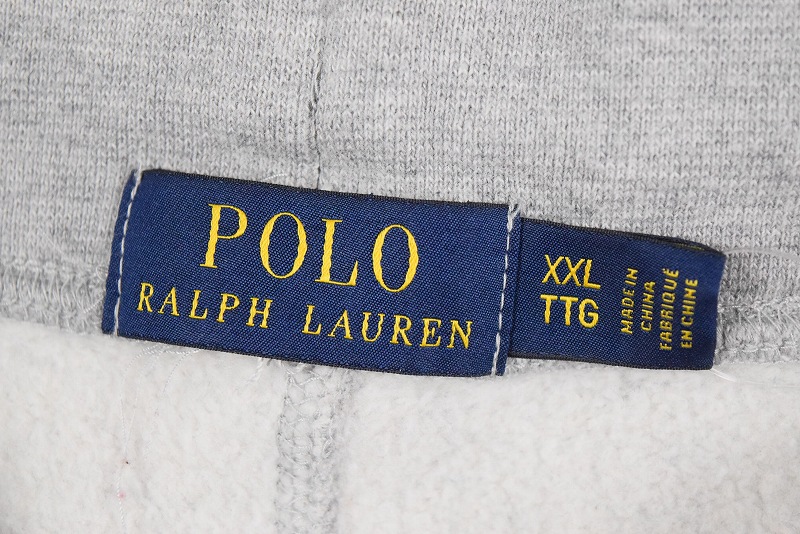 POLO
RALPH LAUREN
XXL
TTG
MADE IN
CHINA
FABRIQUÉ
EN CHINE